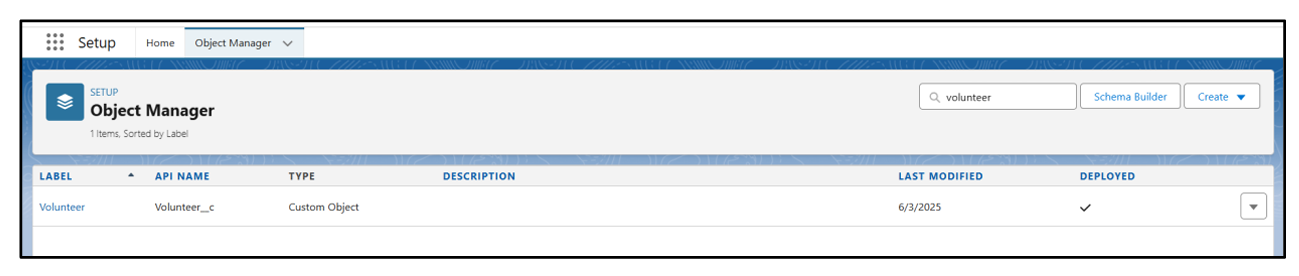 Setup Home Object Manager
SETUP
Object Manager
1 Items, Sorted by Label
volunteer Schema Builder Create
LABEL API NAME TYPE DESCRIPTION LAST MODIFIED DEPLOYED
Volunteer Volunteer__c Custom Object 6/3/2025